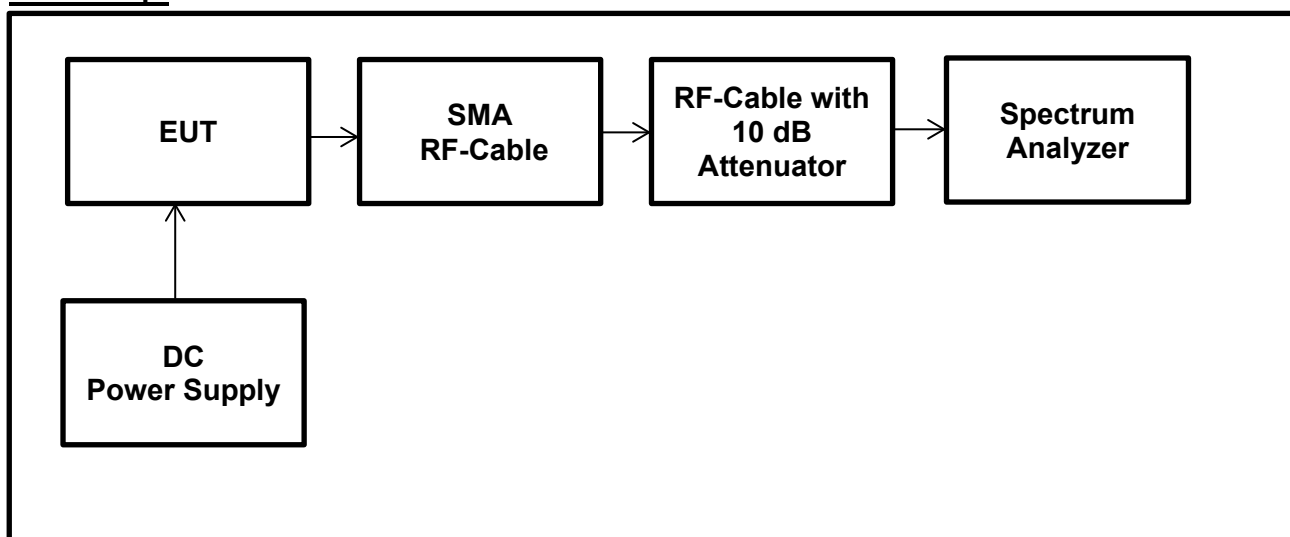 EUT
SMA
RF-Cable
RF-Cable with
10 dB
Attenuator
Spectrum
Analyzer
DC
Power Supply